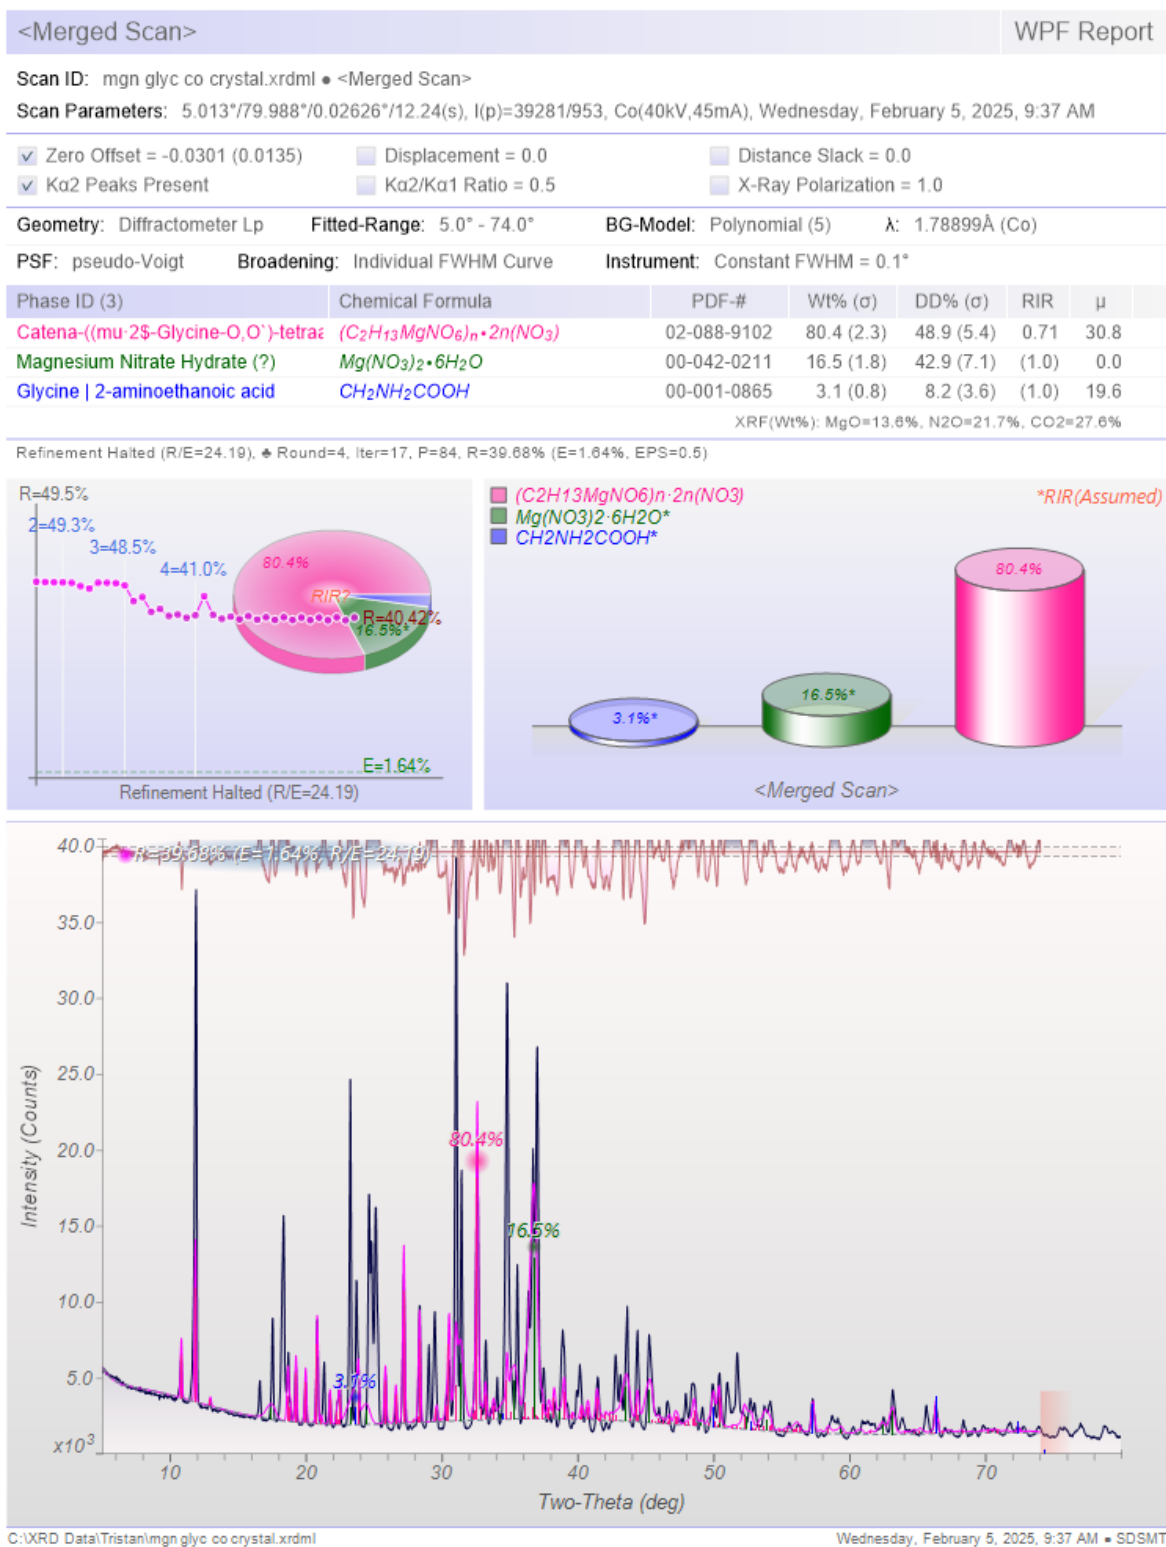 <Merged Scan> WPF Report
Scan ID: mgn glyc co crystal.xrdml ● <Merged Scan>
Scan Parameters: 5.013°/79.988°/0.02626°/12.24(s), I(p)=39281/953, Co(40kV,45mA), Wednesday, February 5, 2025, 9:37 AM
Zero Offset = -0.0301 (0.0135) Displacement = 0.0 Distance Slack = 0.0
Kα2 Peaks Present Kα2/Kα1 Ratio = 0.5 X-Ray Polarization = 1.0
Geometry: Diffractometer Lp Fitted-Range: 5.0° - 74.0° BG-Model: Polynomial (5) λ: 1.78899Å (Co)
PSF: pseudo-Voigt Broadening: Individual FWHM Curve Instrument: Constant FWHM = 0.1°
Phase ID (3) Chemical Formula PDF-# Wt% (σ) DD% (σ) RIR μ
Catena-((mu·2$-Glycine-O,O`)-tetraa (C2H13MgNO6)n•2n(NO3) 02-088-9102 80.4 (2.3) 48.9 (5.4) 0.71 30.8
Magnesium Nitrate Hydrate (?) Mg(NO3)2•6H2O 00-042-0211 16.5 (1.8) 42.9 (7.1) (1.0) 0.0
Glycine | 2-aminoethanoic acid CH2NH2COOH 00-001-0865 3.1 (0.8) 8.2 (3.6) (1.0) 19.6
XRF(Wt%): MgO=13.6%, N2O=21.7%, CO2=27.6%
Refinement Halted (R/E=24.19), ♣ Round=4, Iter=17, P=84, R=39.68% (E=1.64%, EPS=0.5)
R=49.5%
2=49.3%
3=48.5%
4=41.0%
80.4%
RIR?
R=40.42%
16.5%*
E=1.64%
Refinement Halted (R/E=24.19)
(C2H13MgNO6)n·2n(NO3) *RIR(Assumed)
Mg(NO3)2·6H2O*
CH2NH2COOH*
80.4%
16.5%*
3.1%*
<Merged Scan>
40.0
R=39.68% (E=1.64%, R/E=24.19)
35.0
30.0
25.0
20.0
80.4%
15.0
16.5%
10.0
5.0
3.1%
x10³
Intensity (Counts)
10 20 30 40 50 60 70
Two-Theta (deg)
C:\XRD Data\Tristan\mgn glyc co crystal.xrdml Wednesday, February 5, 2025, 9:37 AM ● SDSMT